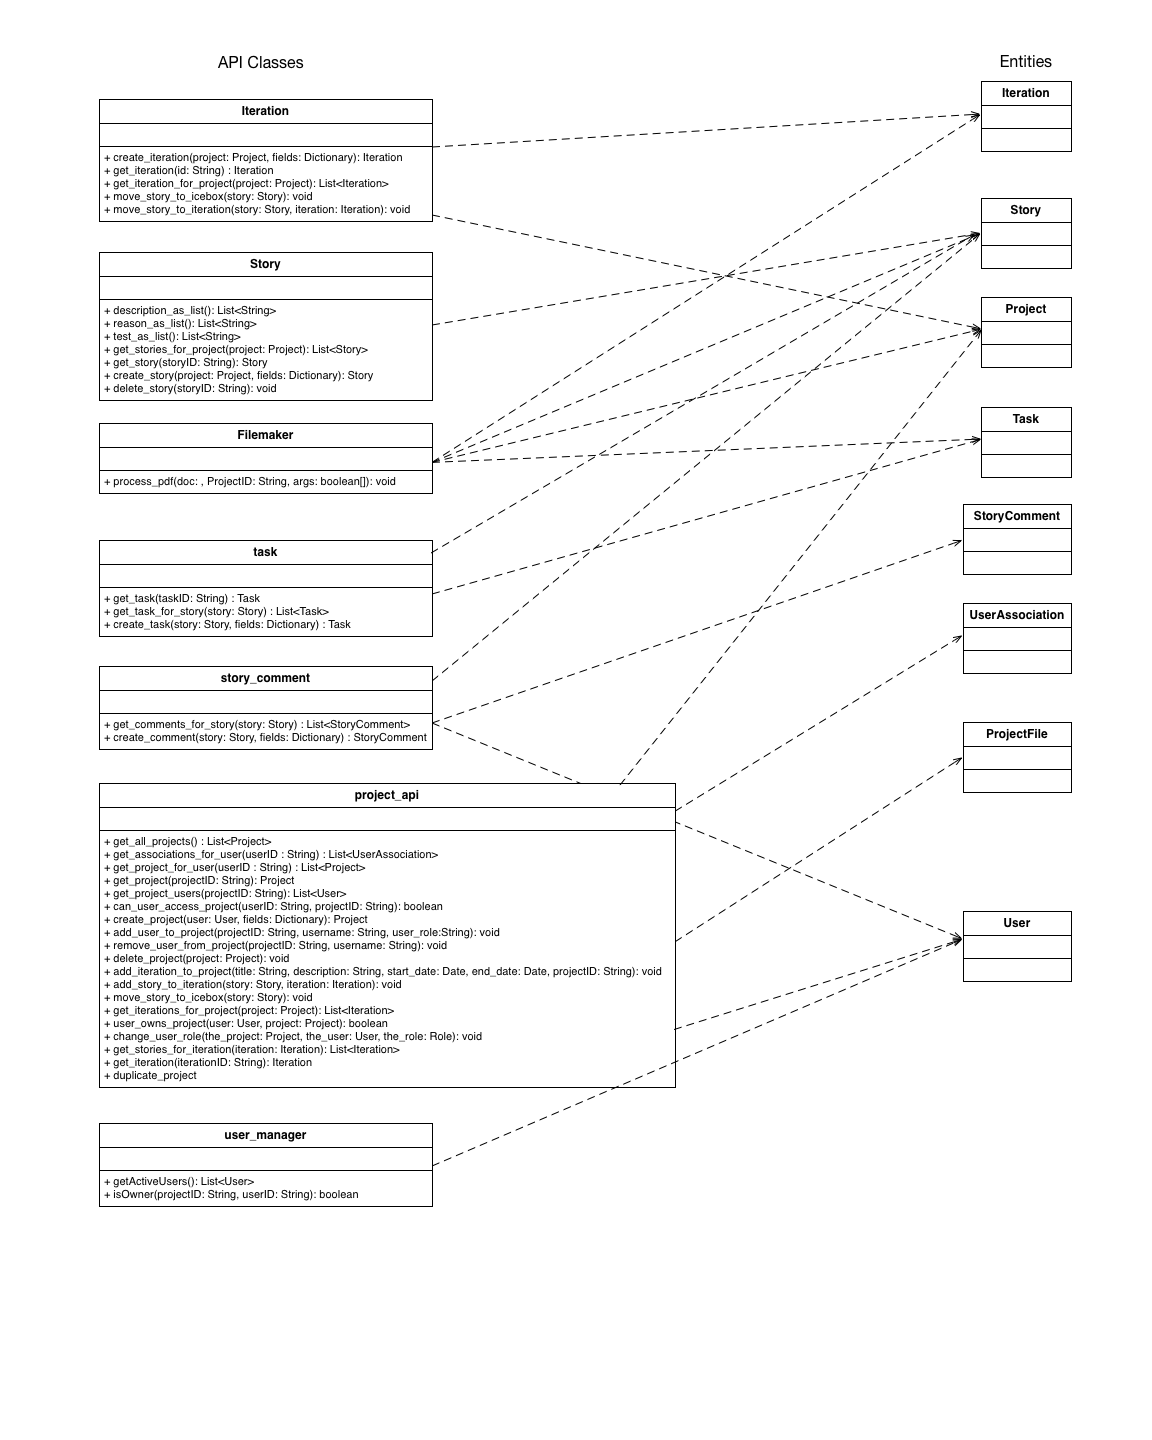 API Classes
Entities
Iteration
+ create_iteration(project: Project, fields: Dictionary): Iteration
+ get_iteration(id: String) : Iteration
+ get_iteration_for_project(project: Project): List<Iteration>
+ move_story_to_icebox(story: Story): void
+ move_story_to_iteration(story: Story, iteration: Iteration): void
Story
+ description_as_list(): List<String>
+ reason_as_list(): List<String>
+ test_as_list(): List<String>
+ get_stories_for_project(project: Project): List<Story>
+ get_story(storyID: String): Story
+ create_story(project: Project, fields: Dictionary): Story
+ delete_story(storyID: String): void
Filemaker
+ process_pdf(doc: , ProjectID: String, args: boolean[]): void
task
+ get_task(taskID: String) : Task
+ get_task_for_story(story: Story) : List<Task>
+ create_task(story: Story, fields: Dictionary) : Task
story_comment
+ get_comments_for_story(story: Story) : List<StoryComment>
+ create_comment(story: Story, fields: Dictionary) : StoryComment
project_api
+ get_all_projects() : List<Project>
+ get_associations_for_user(userID : String) : List<UserAssociation>
+ get_project_for_user(userID : String) : List<Project>
+ get_project(projectID: String): Project
+ get_project_users(projectID: String): List<User>
+ can_user_access_project(userID: String, projectID: String): boolean
+ create_project(user: User, fields: Dictionary): Project
+ add_user_to_project(projectID: String, username: String, user_role:String): void
+ remove_user_from_project(projectID: String, username: String): void
+ delete_project(project: Project): void
+ add_iteration_to_project(title: String, description: String, start_date: Date, end_date: Date, projectID: String): void
+ add_story_to_iteration(story: Story, iteration: Iteration): void
+ move_story_to_icebox(story: Story): void
+ get_iterations_for_project(project: Project): List<Iteration>
+ user_owns_project(user: User, project: Project): boolean
+ change_user_role(the_project: Project, the_user: User, the_role: Role): void
+ get_stories_for_iteration(iteration: Iteration): List<Iteration>
+ get_iteration(iterationID: String): Iteration
+ duplicate_project
user_manager
+ getActiveUsers(): List<User>
+ isOwner(projectID: String, userID: String): boolean
Iteration
Story
Project
Task
StoryComment
UserAssociation
ProjectFile
User